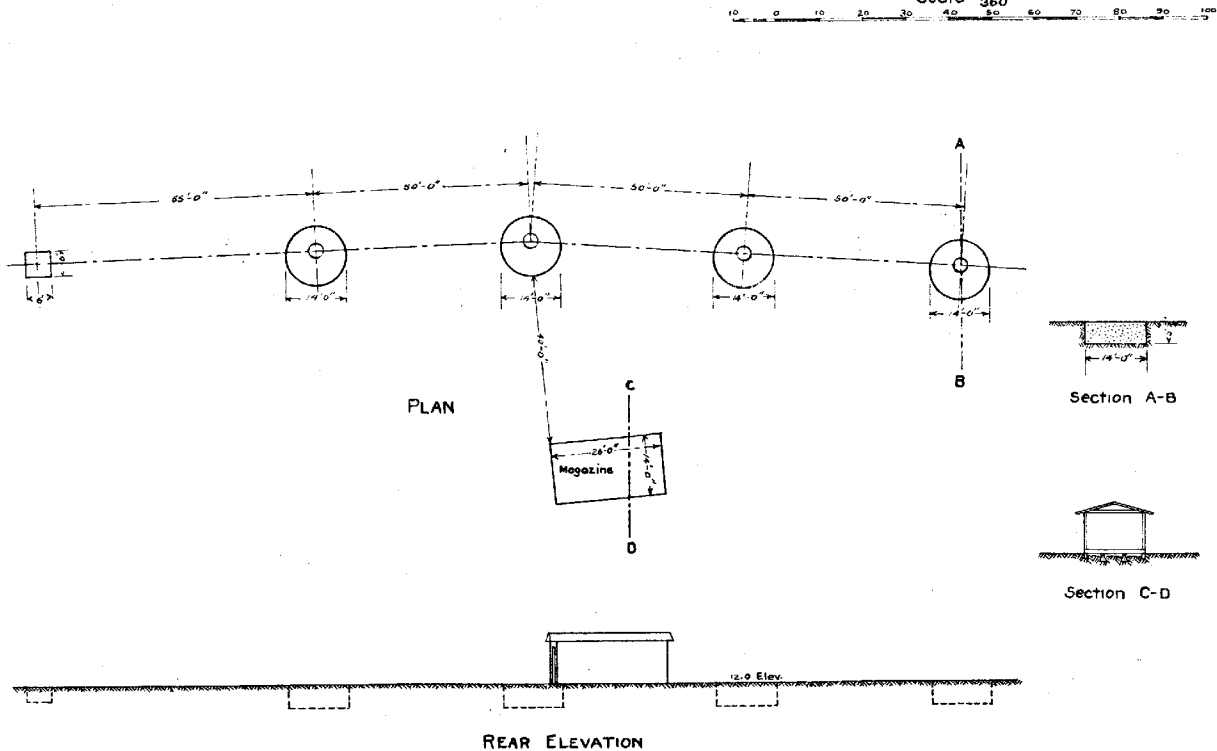 360
10 0 10 20 30 40 50 60 70 80 90 100
A
65'-0" 50'-0" 50'-0" 50'-0"
6'
6'
14'-0" 14'-0" 14'-0" 14'-0"
B
14'-0"
Section A-B
PLAN
C
26'-0"
14'-0"
Magazine
D
Section C-D
12.0 Elev.
REAR ELEVATION